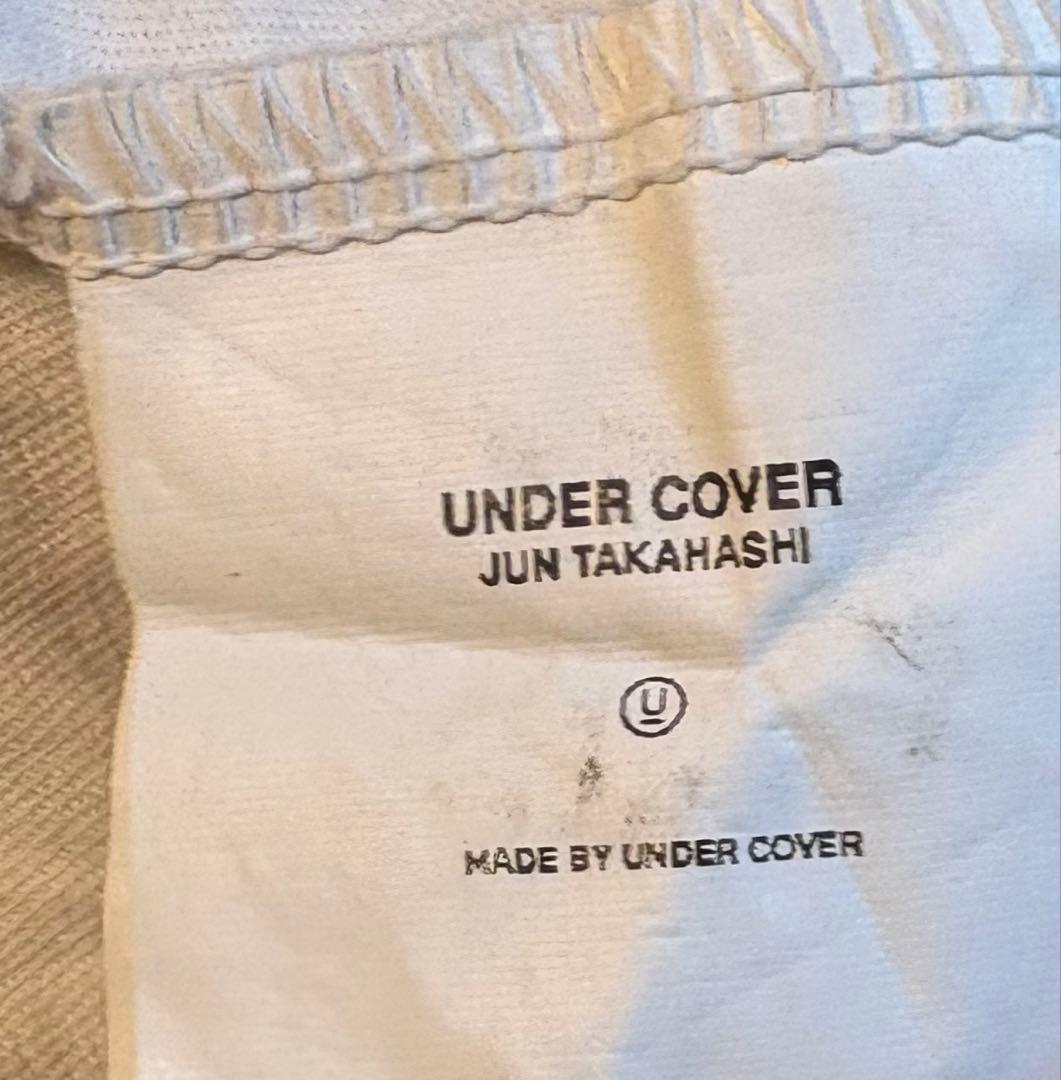 UNDER COVER
JUN TAKAHASHI
U
MADE BY UNDER COVER